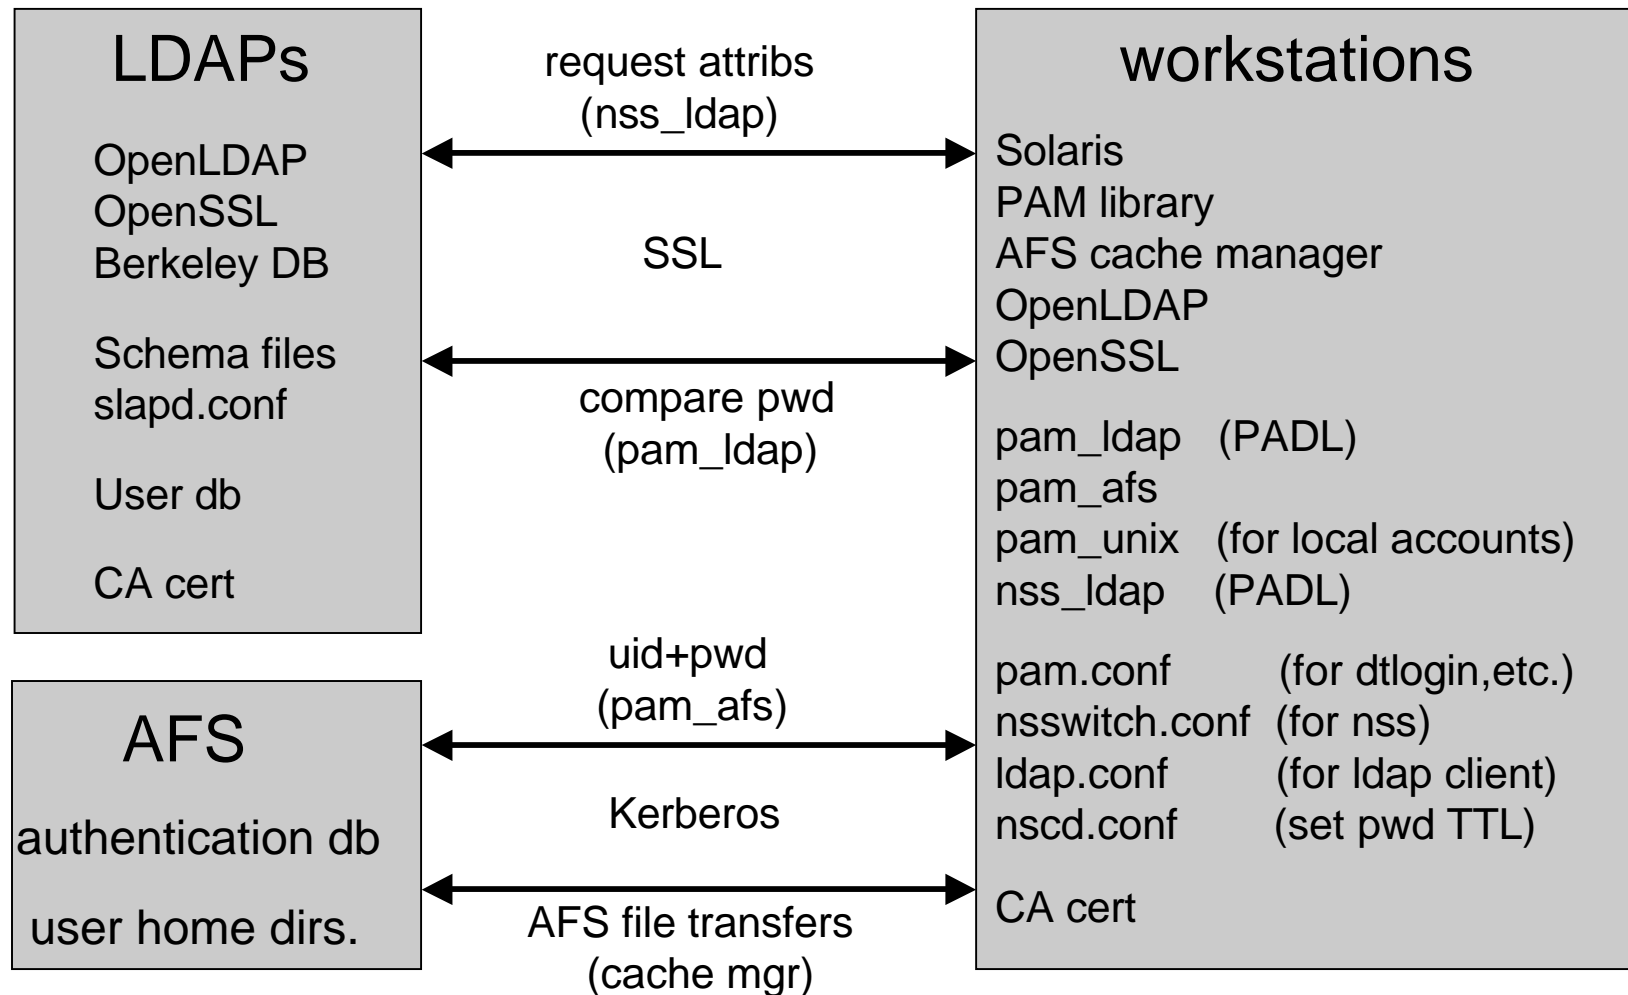 LDAPs
OpenLDAP
OpenSSL
Berkeley DB
Schema files
slapd.conf
User db
CA cert
AFS
authentication db
user home dirs.
request attribs
(nss_ldap)
SSL
compare pwd
(pam_ldap)
uid+pwd
(pam_afs)
Kerberos
AFS file transfers
(cache mgr)
workstations
Solaris
PAM library
AFS cache manager
OpenLDAP
OpenSSL
pam_ldap (PADL)
pam_afs
pam_unix (for local accounts)
nss_ldap (PADL)
pam.conf (for dtlogin,etc.)
nsswitch.conf (for nss)
ldap.conf (for ldap client)
nscd.conf (set pwd TTL)
CA cert